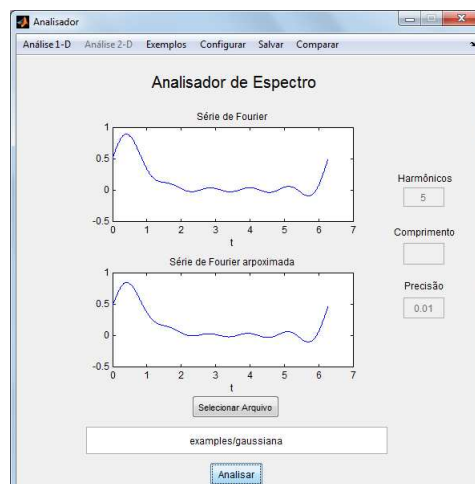 Analisador
Análise 1-D Análise 2-D Exemplos Configurar Salvar Comparar
Analisador de Espectro
Série de Fourier
1
0.5
0
-0.5
0 1 2 3 4 5 6 7
t
Série de Fourier arpoximada
1
0.5
0
-0.5
0 1 2 3 4 5 6 7
t
Harmônicos
5
Comprimento
Precisão
0.01
Selecionar Arquivo
examples/gaussiana
Analisar